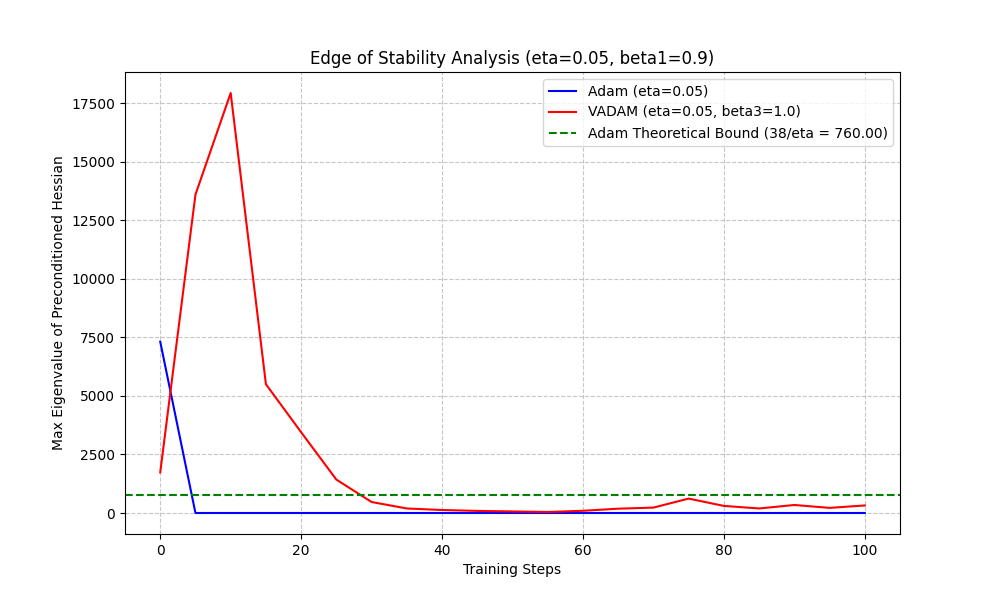 Edge of Stability Analysis (eta=0.05, beta1=0.9)
Adam (eta=0.05)
VADAM (eta=0.05, beta3=1.0)
Adam Theoretical Bound (38/eta = 760.00)
Max Eigenvalue of Preconditioned Hessian
17500
15000
12500
10000
7500
5000
2500
0
0 20 40 60 80 100
Training Steps